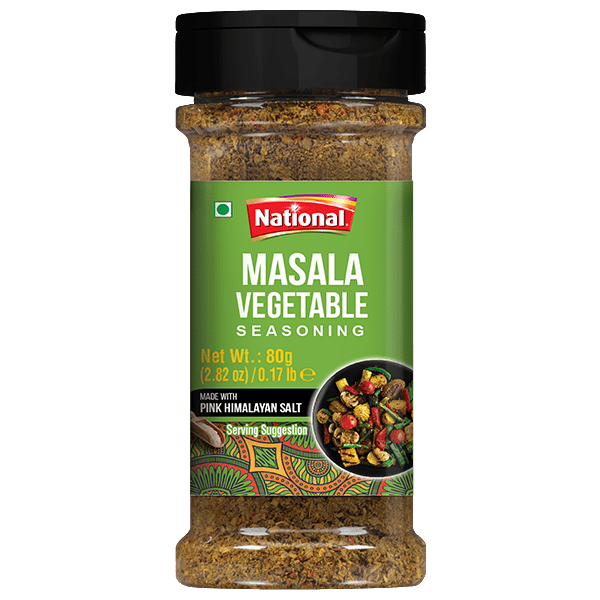 National
MASALA
VEGETABLE
SEASONING
Net Wt.: 80g
(2.82 oz) / 0.17 lb ℮
MADE WITH
PINK HIMALAYAN SALT
Serving Suggestion